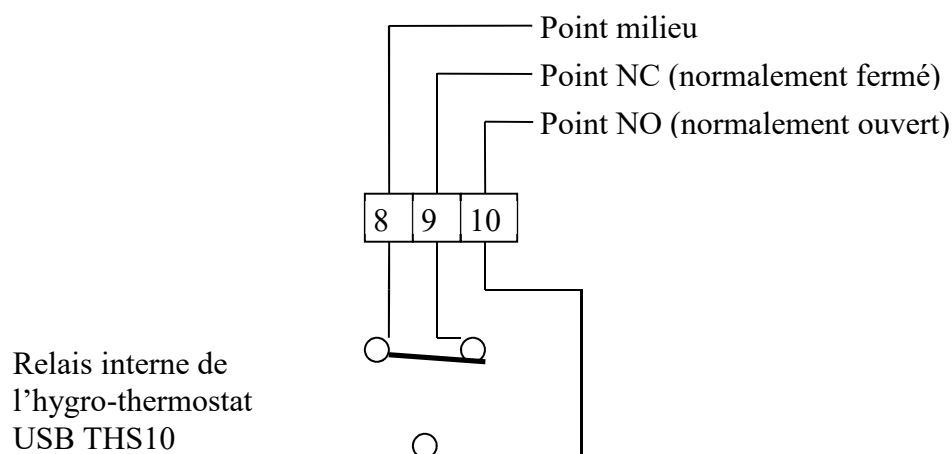 Point milieu
Point NC (normalement fermé)
Point NO (normalement ouvert)
8 9 10
Relais interne de
l’hygro-thermostat
USB THS10